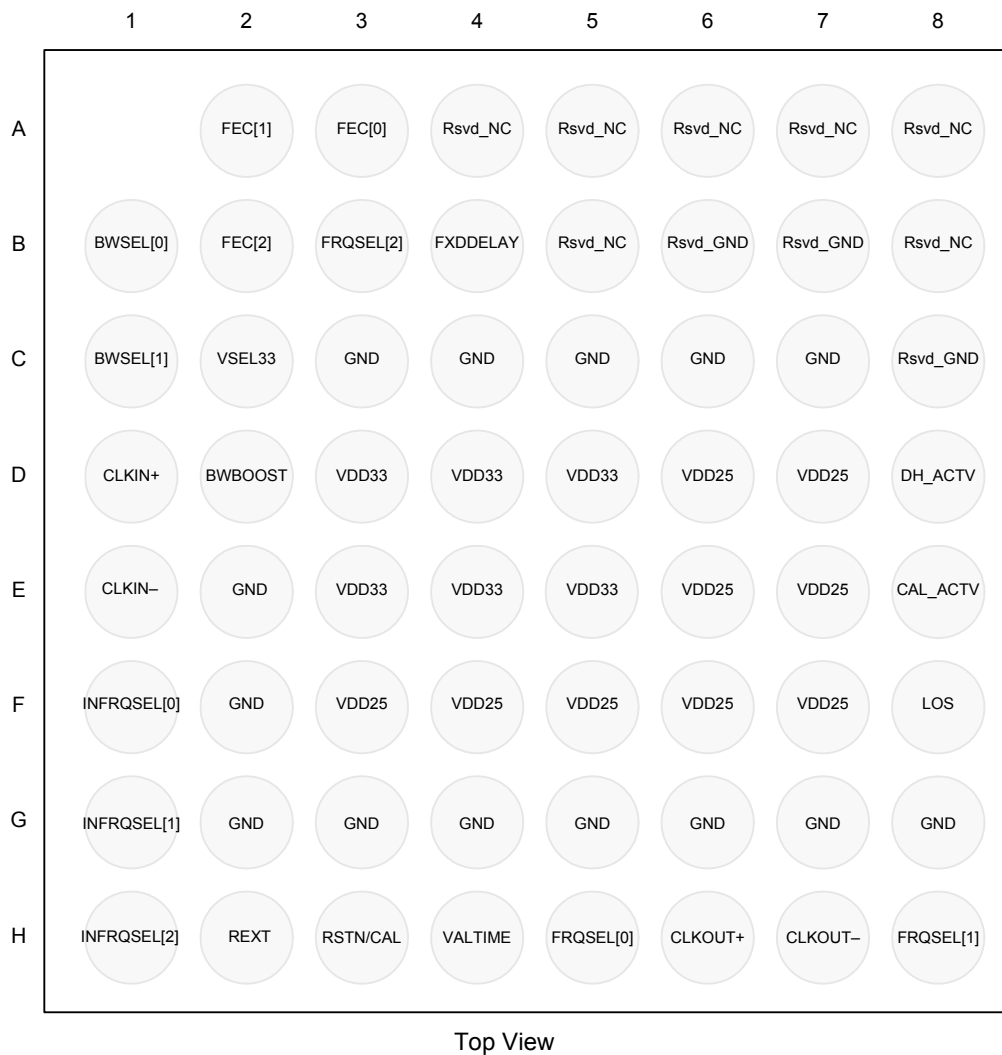 1 2 3 4 5 6 7 8
A FEC[1] FEC[0] Rsvd_NC Rsvd_NC Rsvd_NC Rsvd_NC Rsvd_NC
B BWSEL[0] FEC[2] FRQSEL[2] FXDDELAY Rsvd_NC Rsvd_GND Rsvd_GND Rsvd_NC
C BWSEL[1] VSEL33 GND GND GND GND GND Rsvd_GND
D CLKIN+ BWBOOST VDD33 VDD33 VDD33 VDD25 VDD25 DH_ACTV
E CLKIN– GND VDD33 VDD33 VDD33 VDD25 VDD25 CAL_ACTV
F INFRQSEL[0] GND VDD25 VDD25 VDD25 VDD25 VDD25 LOS
G INFRQSEL[1] GND GND GND GND GND GND GND
H INFRQSEL[2] REXT RSTN/CAL VALTIME FRQSEL[0] CLKOUT+ CLKOUT– FRQSEL[1]
Top View